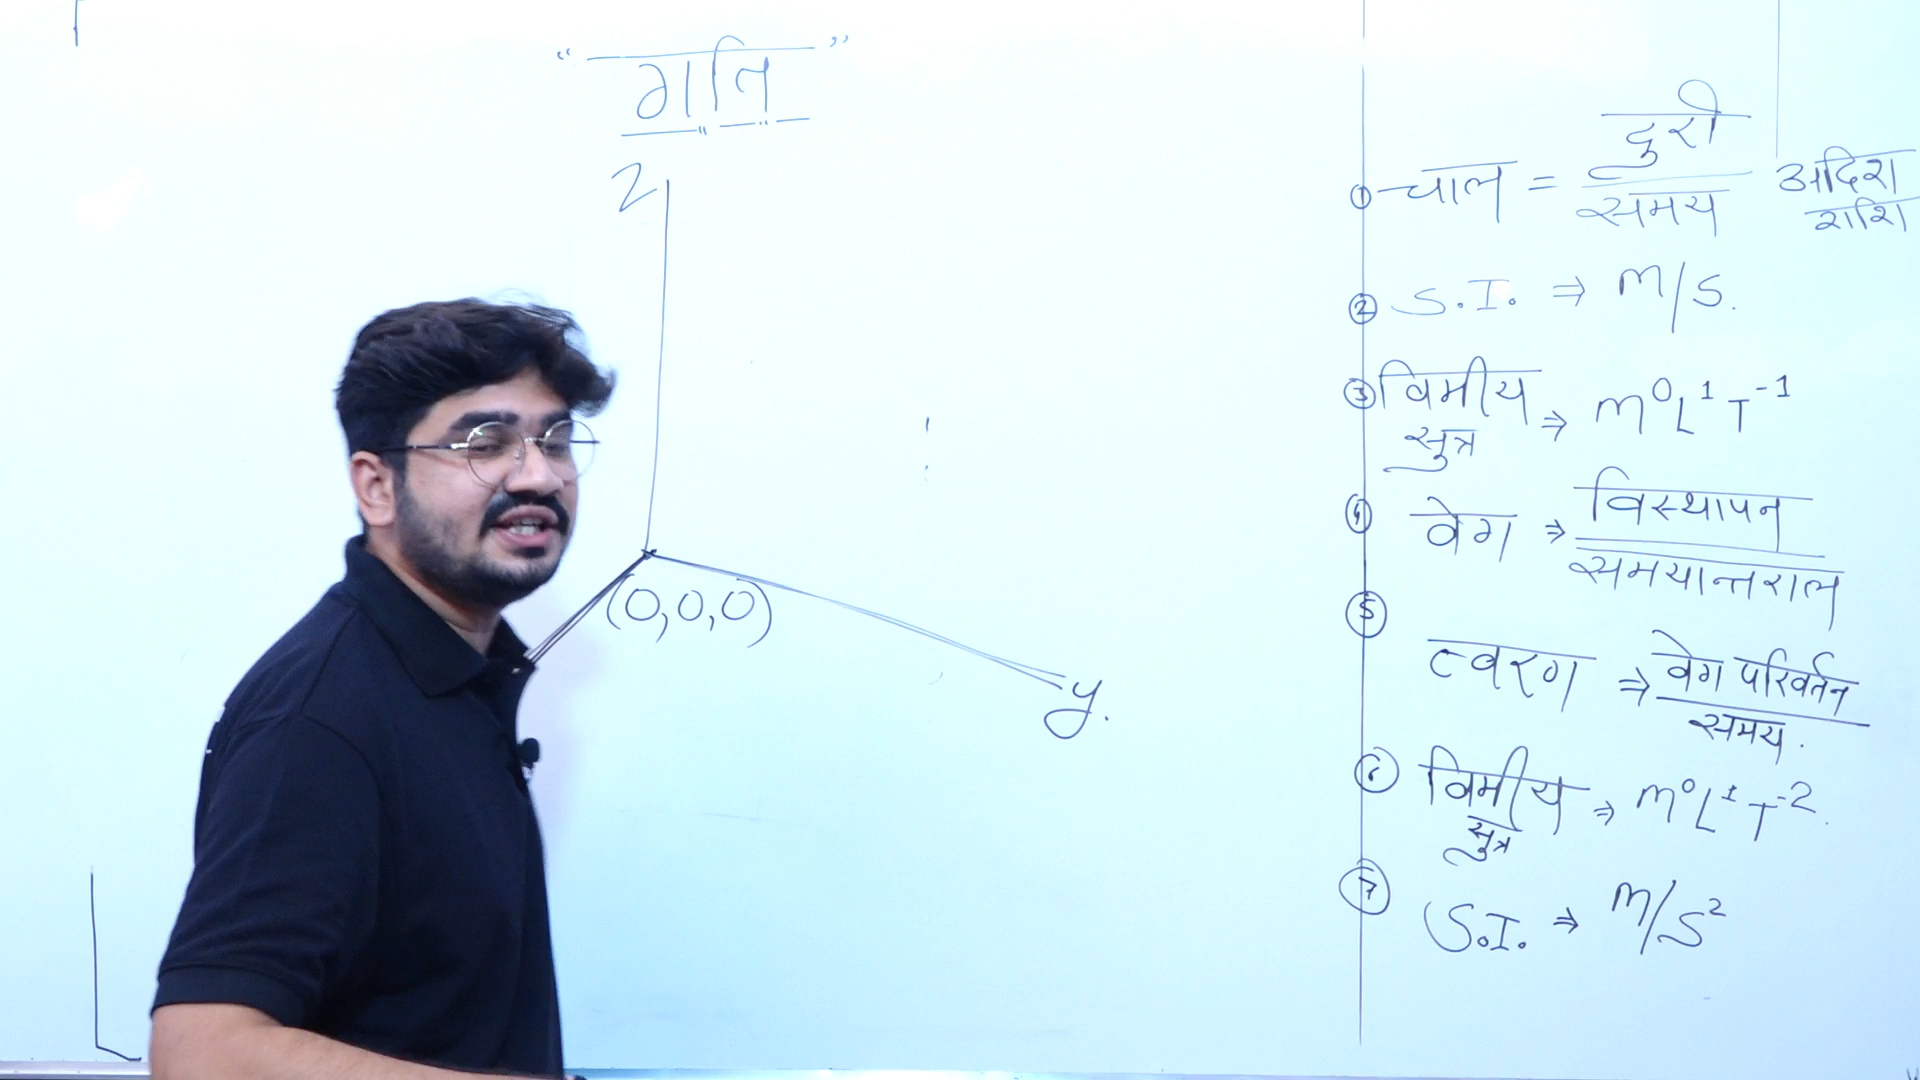 “गति”
Z
(0,0,0)
y.
① चाल = दुरी / समय अदिश राशि
② S.I. ⇒ m/s.
③ विमीय सुत्र ⇒ m⁰L¹T⁻¹
④ वेग ⇒ विस्थापन / समयान्तराल
⑤ त्वरण ⇒ वेग परिवर्तन / समय.
⑥ विमीय सुत्र ⇒ m⁰L¹T⁻².
⑦ S.I. ⇒ m/s²